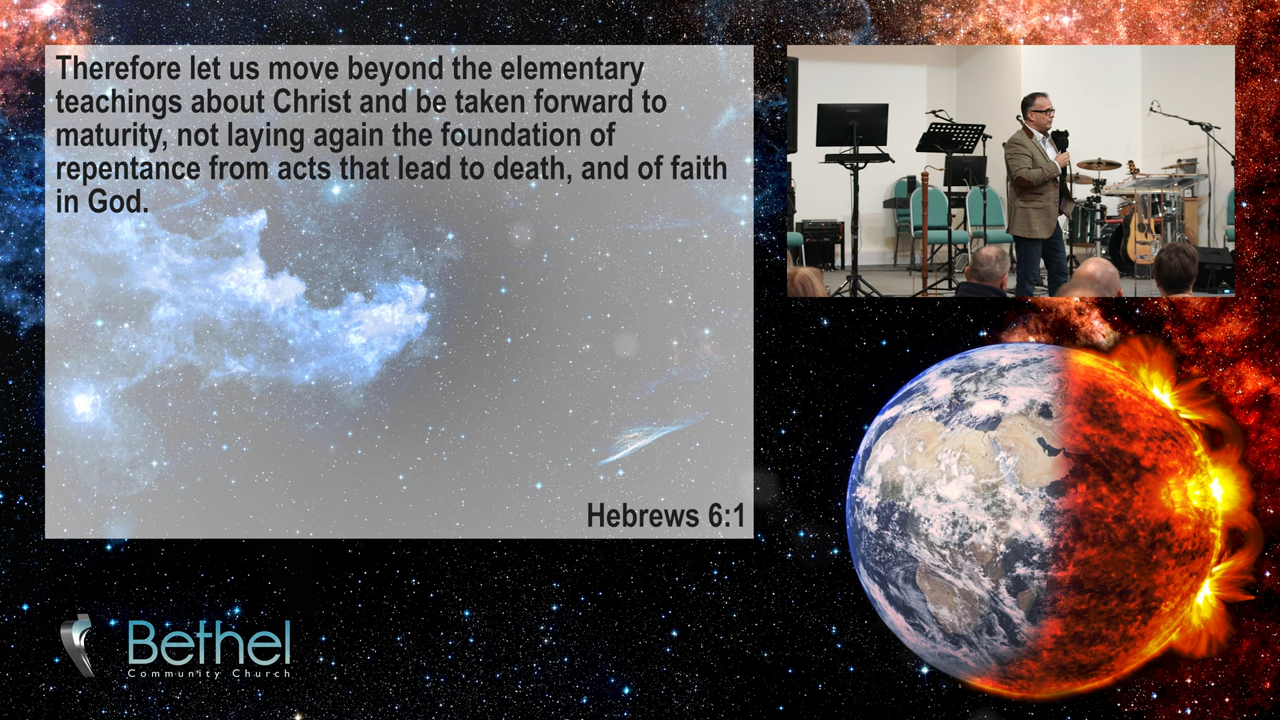 Therefore let us move beyond the elementary
teachings about Christ and be taken forward to
maturity, not laying again the foundation of
repentance from acts that lead to death, and of faith
in God.
Hebrews 6:1
Bethel
Community Church